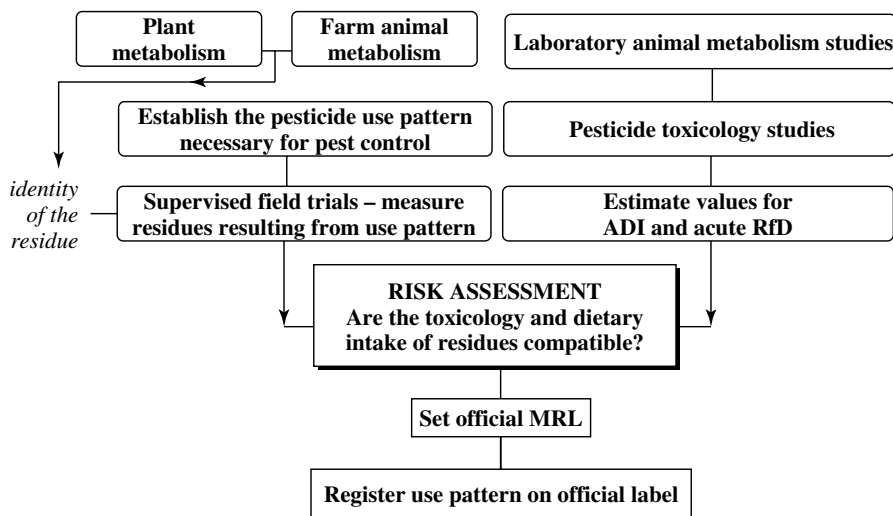 Plant
metabolism
Farm animal
metabolism
Laboratory animal metabolism studies
Establish the pesticide use pattern
necessary for pest control
Pesticide toxicology studies
identity
of the
residue
Supervised field trials – measure
residues resulting from use pattern
Estimate values for
ADI and acute RfD
RISK ASSESSMENT
Are the toxicology and dietary
intake of residues compatible?
Set official MRL
Register use pattern on official label